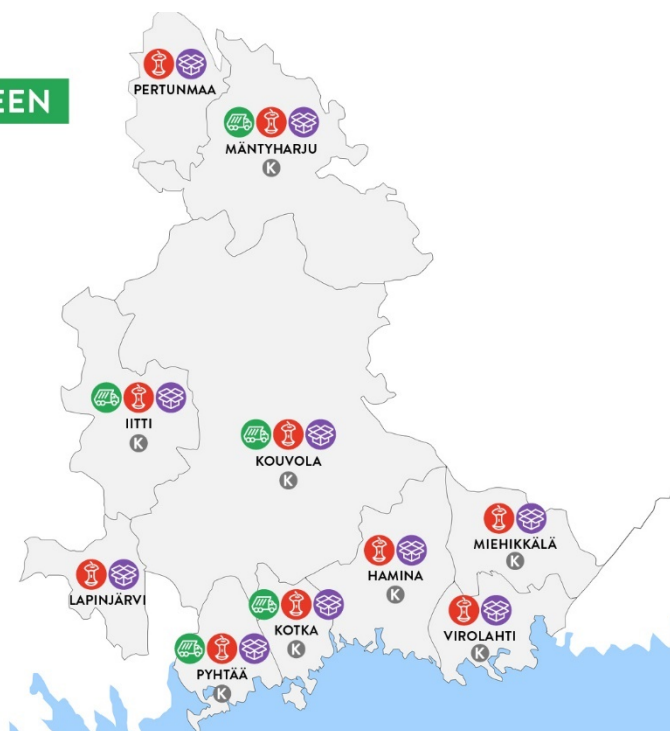 EEN
PERTUNMAA
MÄNTYHARJU
K
IITTI
K
KOUVOLA
K
MIEHIKKÄLÄ
K
HAMINA
K
LAPINJÄRVI
VIROLAHTI
K
KOTKA
K
PYHTÄÄ
K